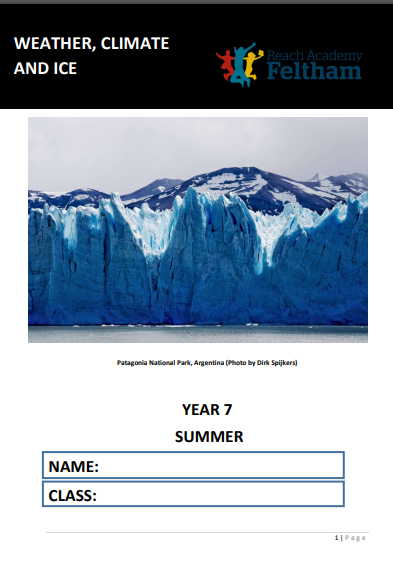 WEATHER, CLIMATE
AND ICE
Reach Academy
Feltham
Patagonia National Park, Argentina (Photo by Dirk Spijkers)
YEAR 7
SUMMER
NAME:
CLASS:
1 | Page